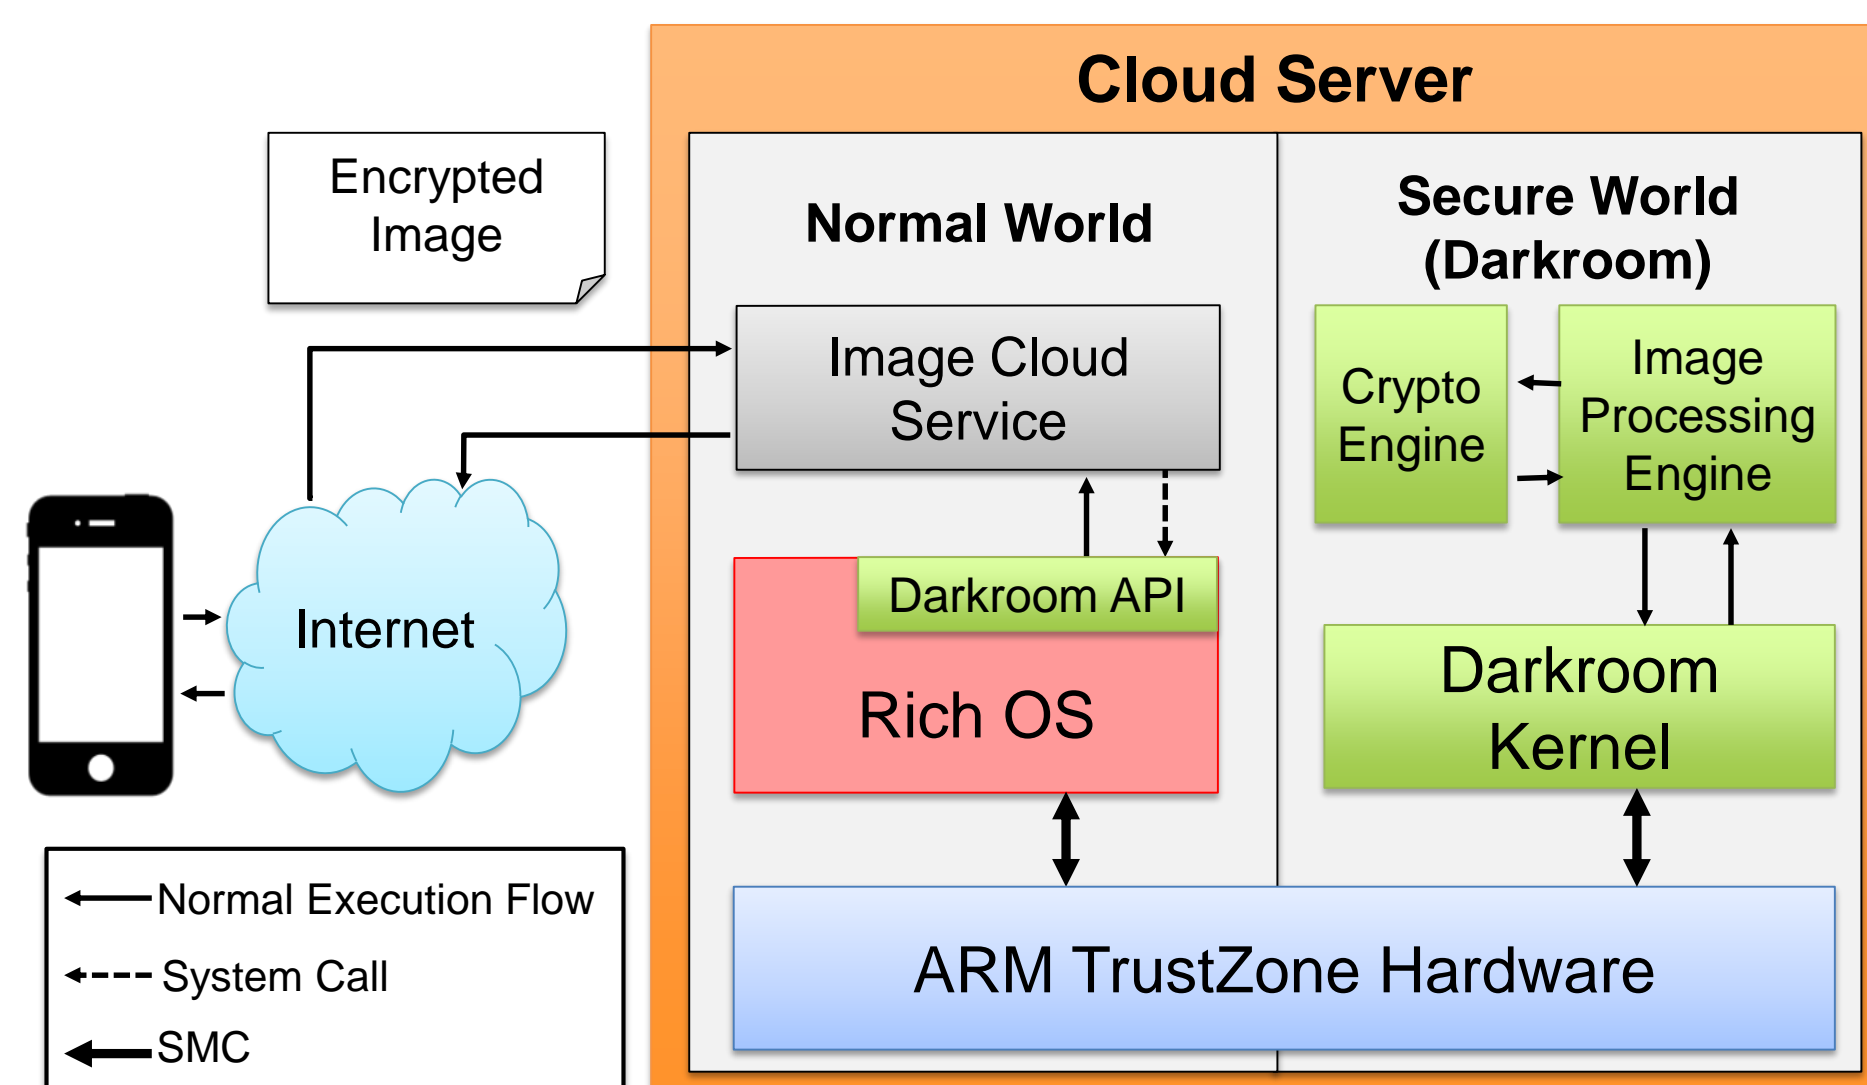 Cloud Server
Encrypted
Image
Normal World
Secure World
(Darkroom)
Image Cloud
Service
Crypto
Engine
Image
Processing
Engine
Internet
Darkroom API
Rich OS
Darkroom
Kernel
ARM TrustZone Hardware
Normal Execution Flow
System Call
SMC